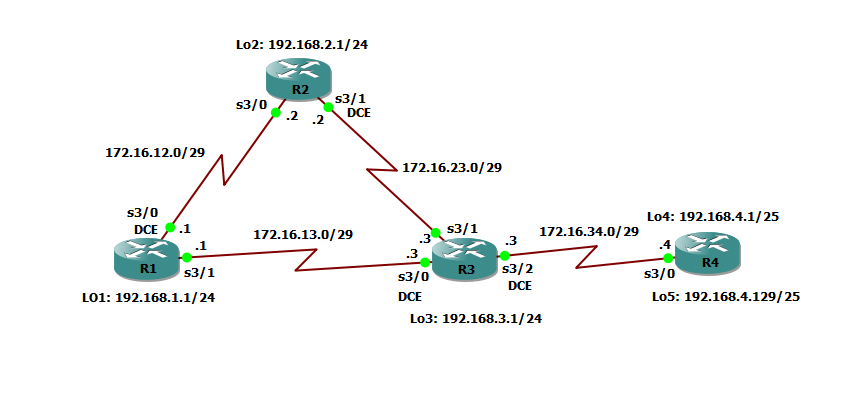 Lo2: 192.168.2.1/24
R2
s3/0
.2
.2
s3/1
DCE
172.16.12.0/29
172.16.23.0/29
s3/0
DCE
.1
.1
R1
s3/1
172.16.13.0/29
LO1: 192.168.1.1/24
s3/1
.3
.3
R3
s3/0
DCE
.3
s3/2
DCE
Lo3: 192.168.3.1/24
172.16.34.0/29
Lo4: 192.168.4.1/25
.4
R4
s3/0
Lo5: 192.168.4.129/25